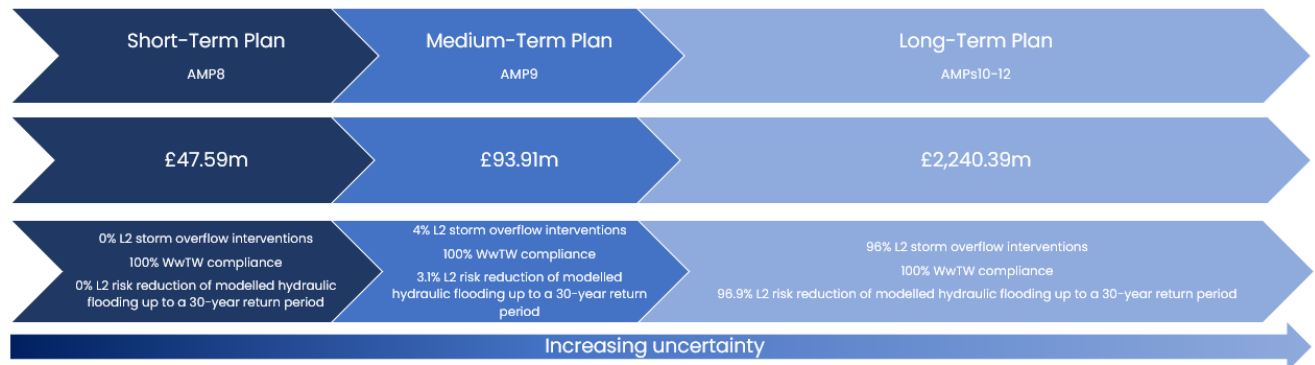 Short-Term Plan
AMP8
Medium-Term Plan
AMP9
Long-Term Plan
AMPs10-12
£47.59m
£93.91m
£2,240.39m
0% L2 storm overflow interventions
100% WwTW compliance
0% L2 risk reduction of modelled hydraulic
flooding up to a 30-year return period
4% L2 storm overflow interventions
100% WwTW compliance
3.1% L2 risk reduction of modelled
hydraulic flooding up to a 30-year return
period
96% L2 storm overflow interventions
100% WwTW compliance
96.9% L2 risk reduction of modelled hydraulic flooding up to a 30-year return period
Increasing uncertainty